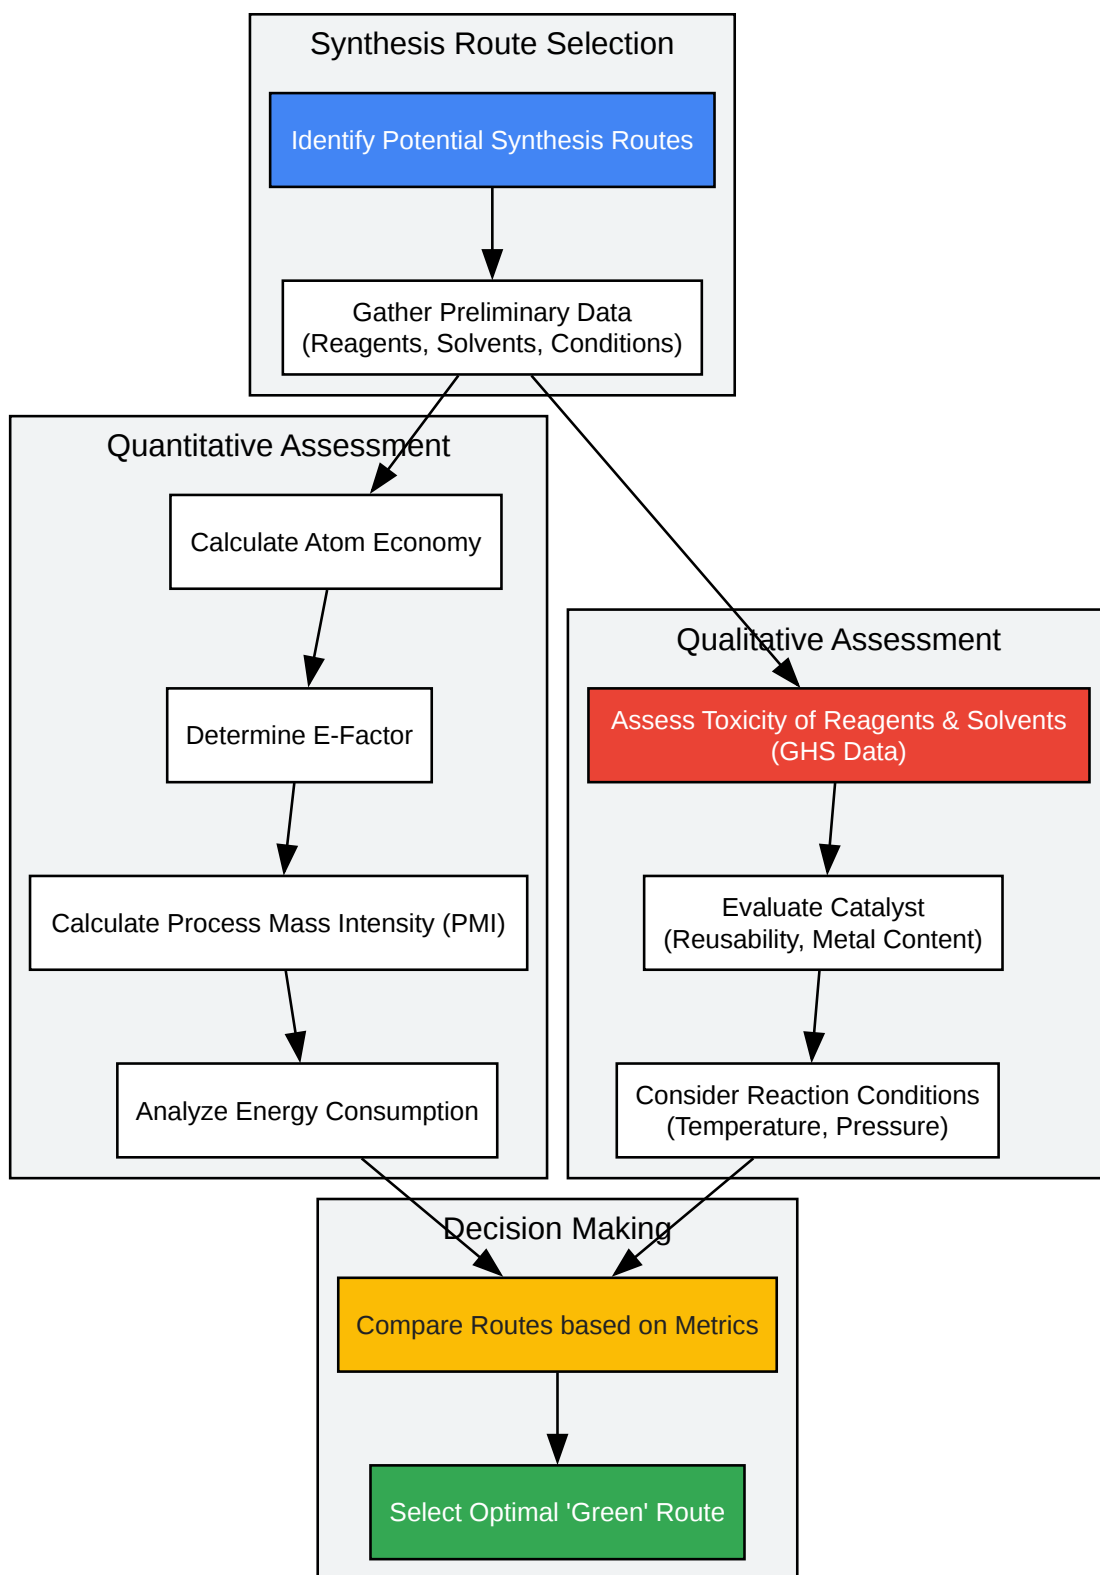 Synthesis Route Selection
Identify Potential Synthesis Routes
Gather Preliminary Data
(Reagents, Solvents, Conditions)
Quantitative Assessment
Calculate Atom Economy
Determine E-Factor
Calculate Process Mass Intensity (PMI)
Analyze Energy Consumption
Qualitative Assessment
Assess Toxicity of Reagents & Solvents
(GHS Data)
Evaluate Catalyst
(Reusability, Metal Content)
Consider Reaction Conditions
(Temperature, Pressure)
Decision Making
Compare Routes based on Metrics
Select Optimal 'Green' Route